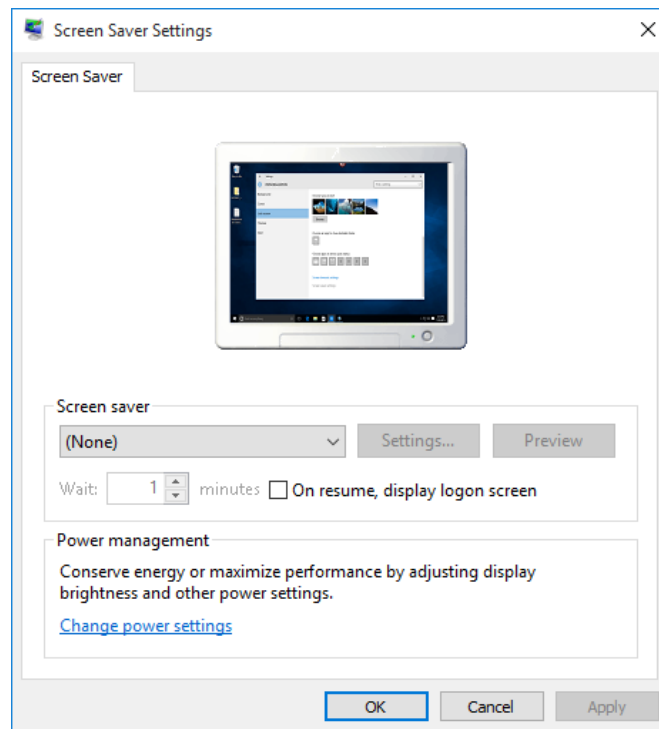 Screen Saver Settings
Screen Saver
Screen saver
(None)
Settings...
Preview
Wait:
1
minutes
On resume, display logon screen
Power management
Conserve energy or maximize performance by adjusting display
brightness and other power settings.
Change power settings
OK
Cancel
Apply